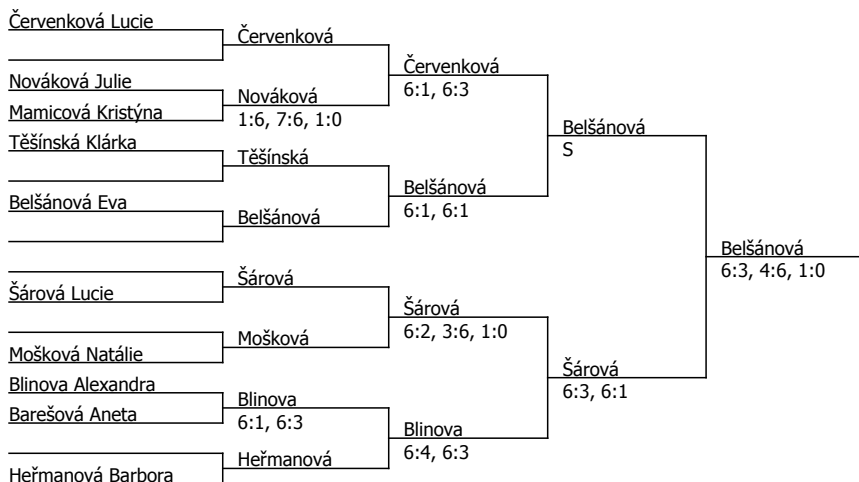 Červenková Lucie
Nováková Julie
Mamicová Kristýna
Těšínská Klárka
Belšánová Eva
Šárová Lucie
Mošková Natálie
Blinova Alexandra
Barešová Aneta
Heřmanová Barbora
Červenková
Nováková
1:6, 7:6, 1:0
Těšínská
Belšánová
Šárová
Mošková
Blinova
6:1, 6:3
Heřmanová
Červenková
6:1, 6:3
Belšánová
6:1, 6:1
Šárová
6:2, 3:6, 1:0
Blinova
6:4, 6:3
Belšánová
S
Šárová
6:3, 6:1
Belšánová
6:3, 4:6, 1:0